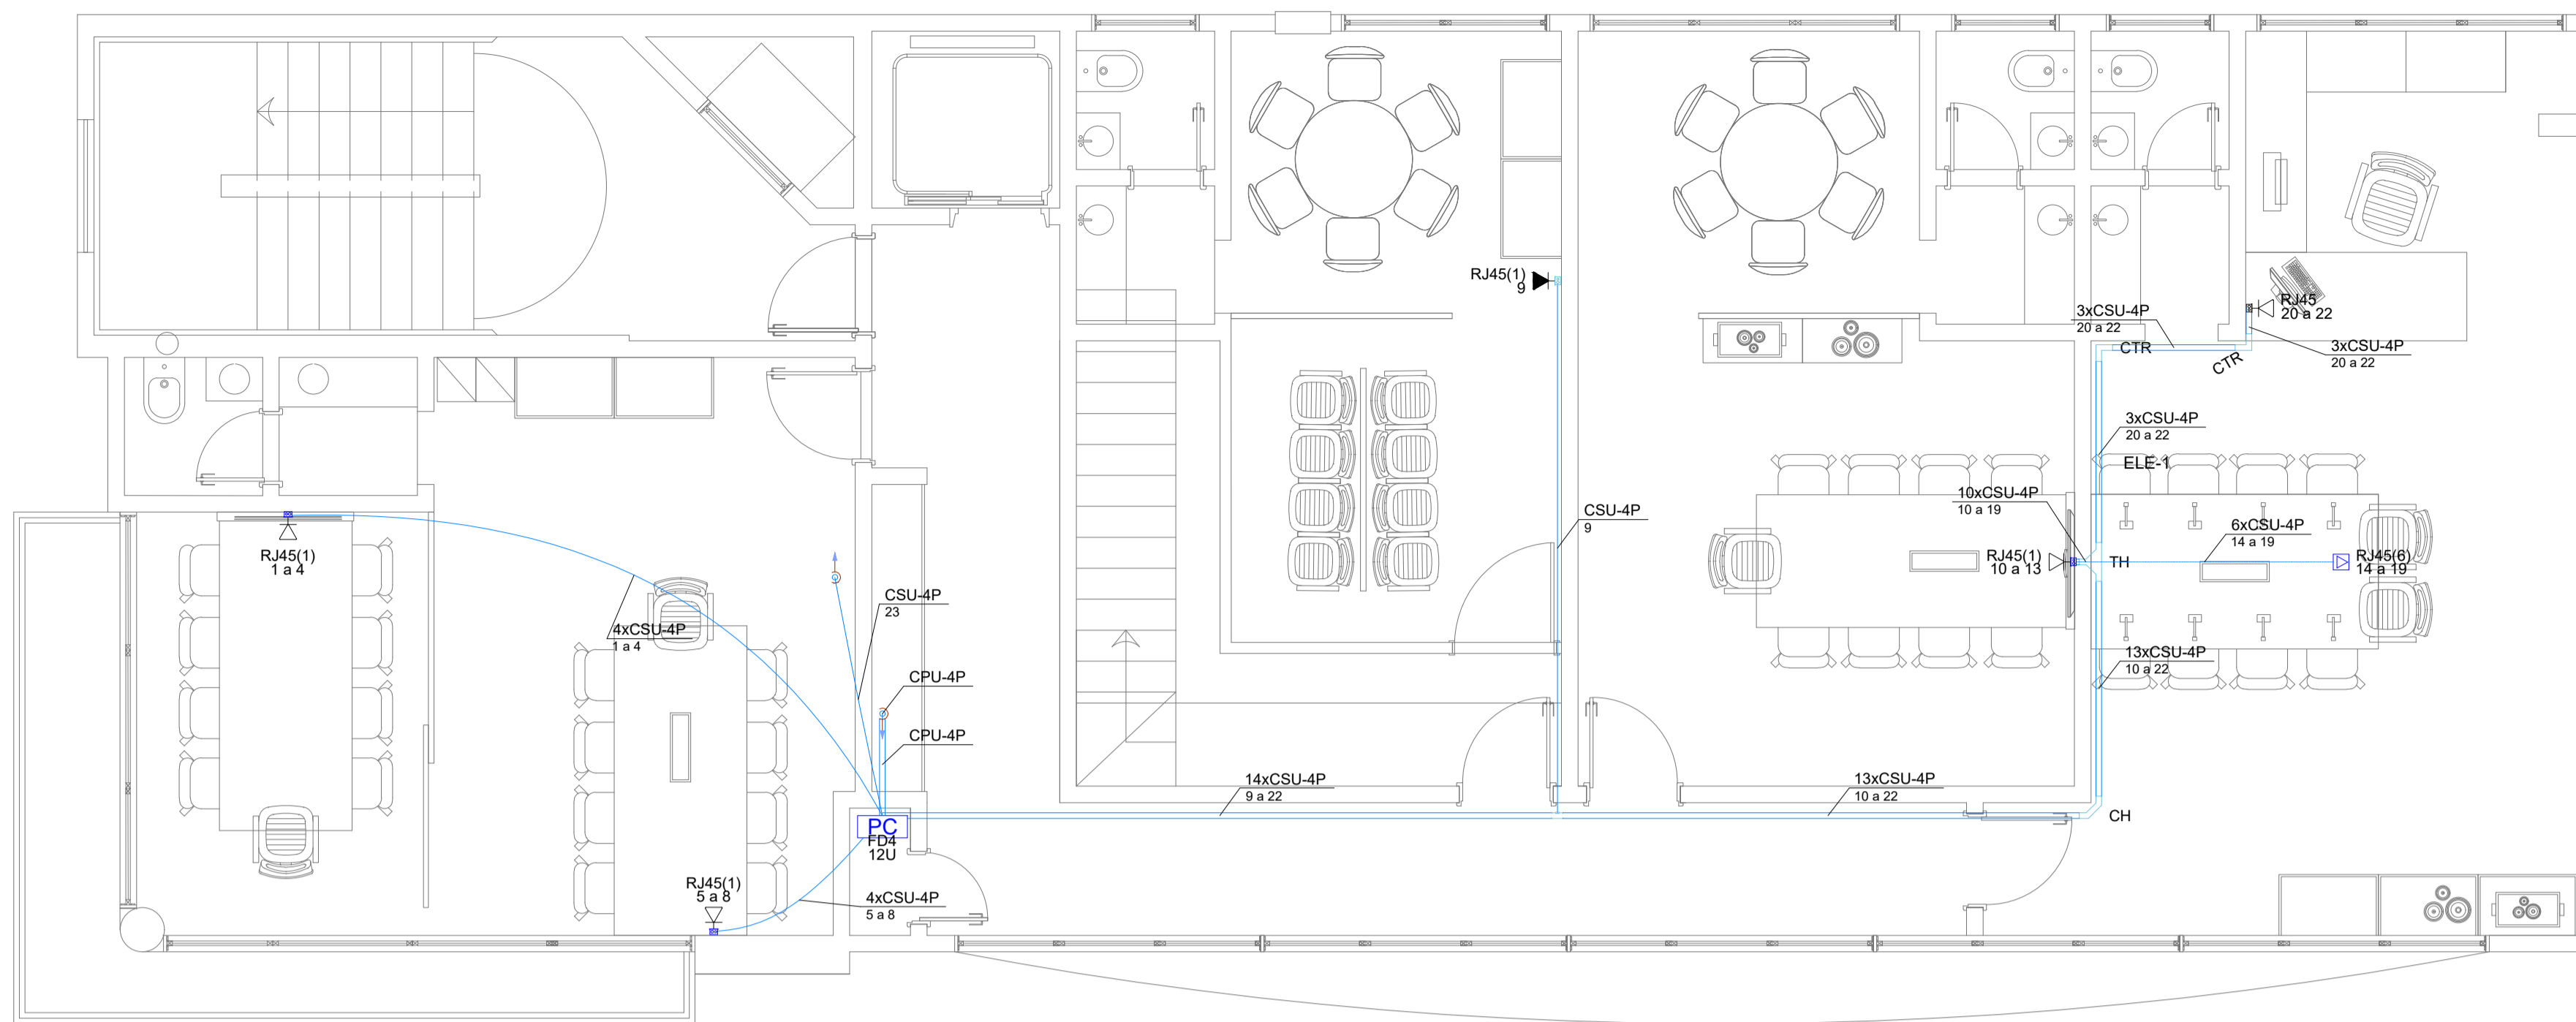 RJ45(1)
9
RJ45
20 a 22
3xCSU-4P
20 a 22
CTR
CTR
3xCSU-4P
20 a 22
3xCSU-4P
20 a 22
ELE-1
10xCSU-4P
10 a 19
CSU-4P
9
6xCSU-4P
14 a 19
RJ45(1)
1 a 4
RJ45(1)
10 a 13
TH
RJ45(6)
14 a 19
CSU-4P
23
4xCSU-4P
1 a 4
13xCSU-4P
10 a 22
CPU-4P
CPU-4P
14xCSU-4P
9 a 22
13xCSU-4P
10 a 22
CH
PC
FD4
12U
RJ45(1)
5 a 8
4xCSU-4P
5 a 8